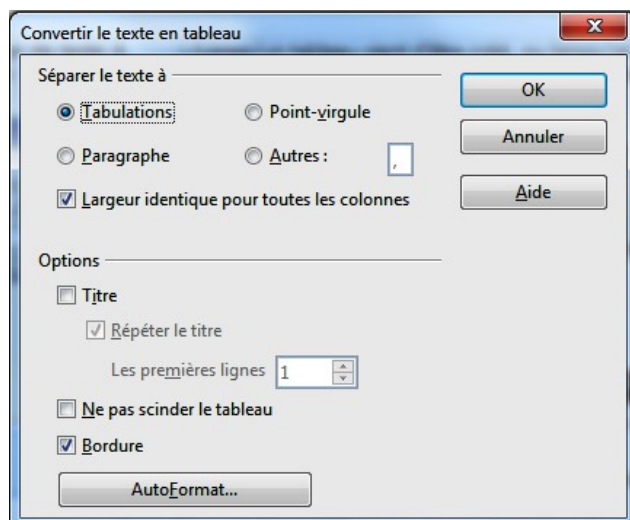 Convertir le texte en tableau
Séparer le texte à
OK
Tabulations
Point-virgule
Annuler
Paragraphe
Autres :
,
Largeur identique pour toutes les colonnes
Aide
Options
Titre
Répéter le titre
Les premières lignes 1
Ne pas scinder le tableau
Bordure
AutoFormat...